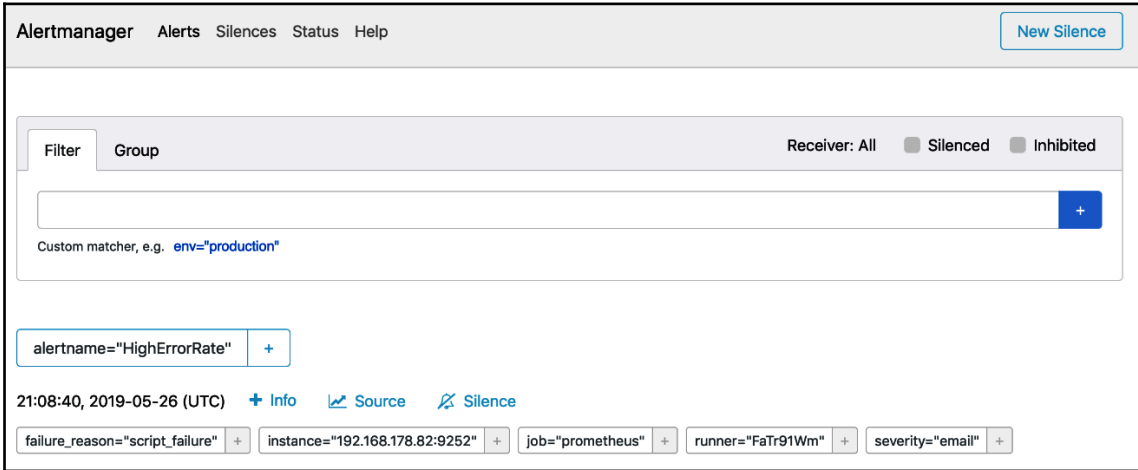 Alertmanager Alerts Silences Status Help New Silence
Filter Group Receiver: All Silenced Inhibited
+
Custom matcher, e.g. env="production"
alertname="HighErrorRate" +
21:08:40, 2019-05-26 (UTC) + Info Source Silence
failure_reason="script_failure" + instance="192.168.178.82:9252" + job="prometheus" + runner="FaTr91Wm" + severity="email" +